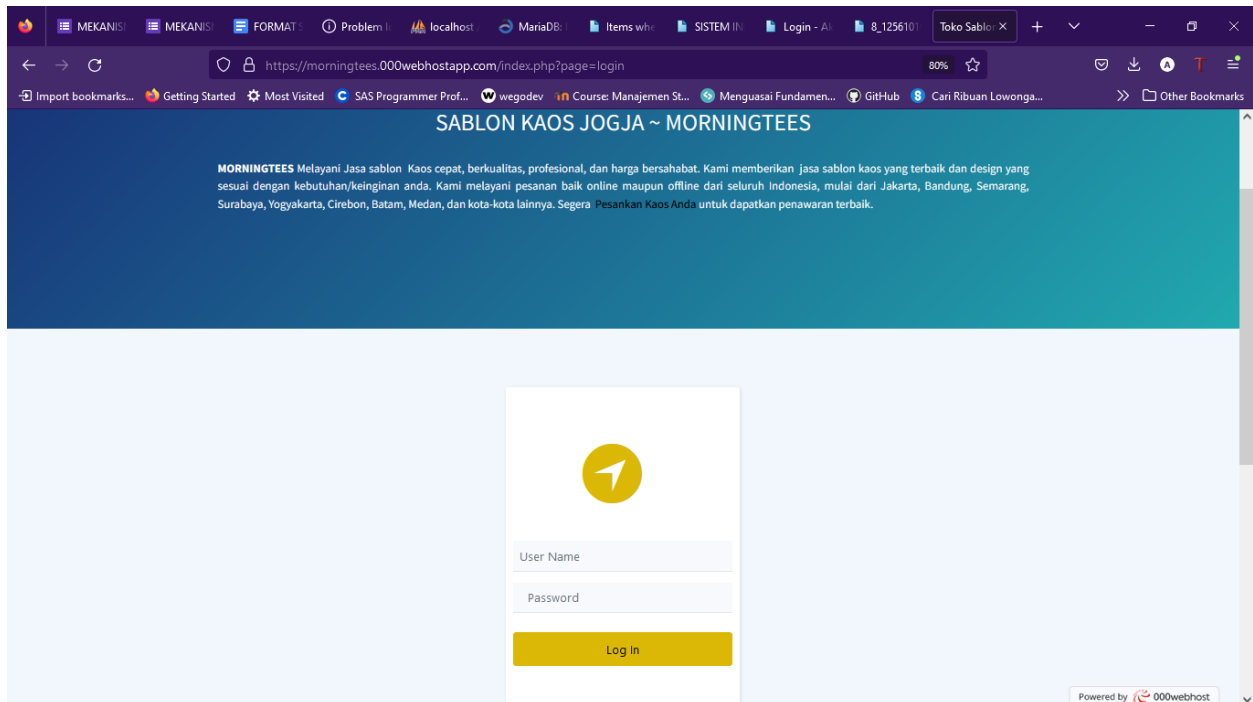 MEKANIS
MEKANIS
FORMAT S
Problem lo
localhost /
MariaDB:
Items whe
SISTEM IN
Login - Ak
8_1256101
Toko Sablon
https://morningtees.000webhostapp.com/index.php?page=login
80%
Import bookmarks...
Getting Started
Most Visited
SAS Programmer Prof...
wegodev
Course: Manajemen St...
Menguasai Fundamen...
GitHub
Cari Ribuan Lowonga...
Other Bookmarks
SABLON KAOS JOGJA ~ MORNINGTEES
MORNINGTEES Melayani Jasa sablon Kaos cepat, berkualitas, profesional, dan harga bersahabat. Kami memberikan jasa sablon kaos yang terbaik dan design yang
sesuai dengan kebutuhan/keinginan anda. Kami melayani pesanan baik online maupun offline dari seluruh Indonesia, mulai dari Jakarta, Bandung, Semarang,
Surabaya, Yogyakarta, Cirebon, Batam, Medan, dan kota-kota lainnya. Segera Pesankan Kaos Anda untuk dapatkan penawaran terbaik.
User Name
Password
Log In
Powered by 000webhost